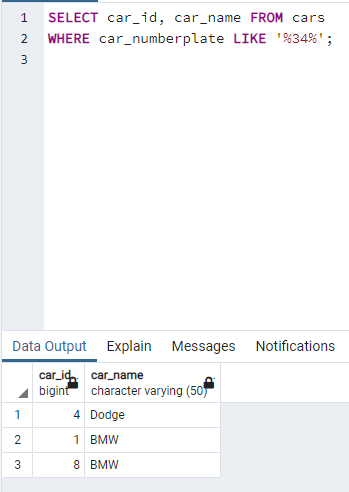 1 SELECT car_id, car_name FROM cars
2 WHERE car_numberplate LIKE '%34%';
3
Data Output Explain Messages Notifications
car_id car_name
bigint character varying (50)
1 4 Dodge
2 1 BMW
3 8 BMW